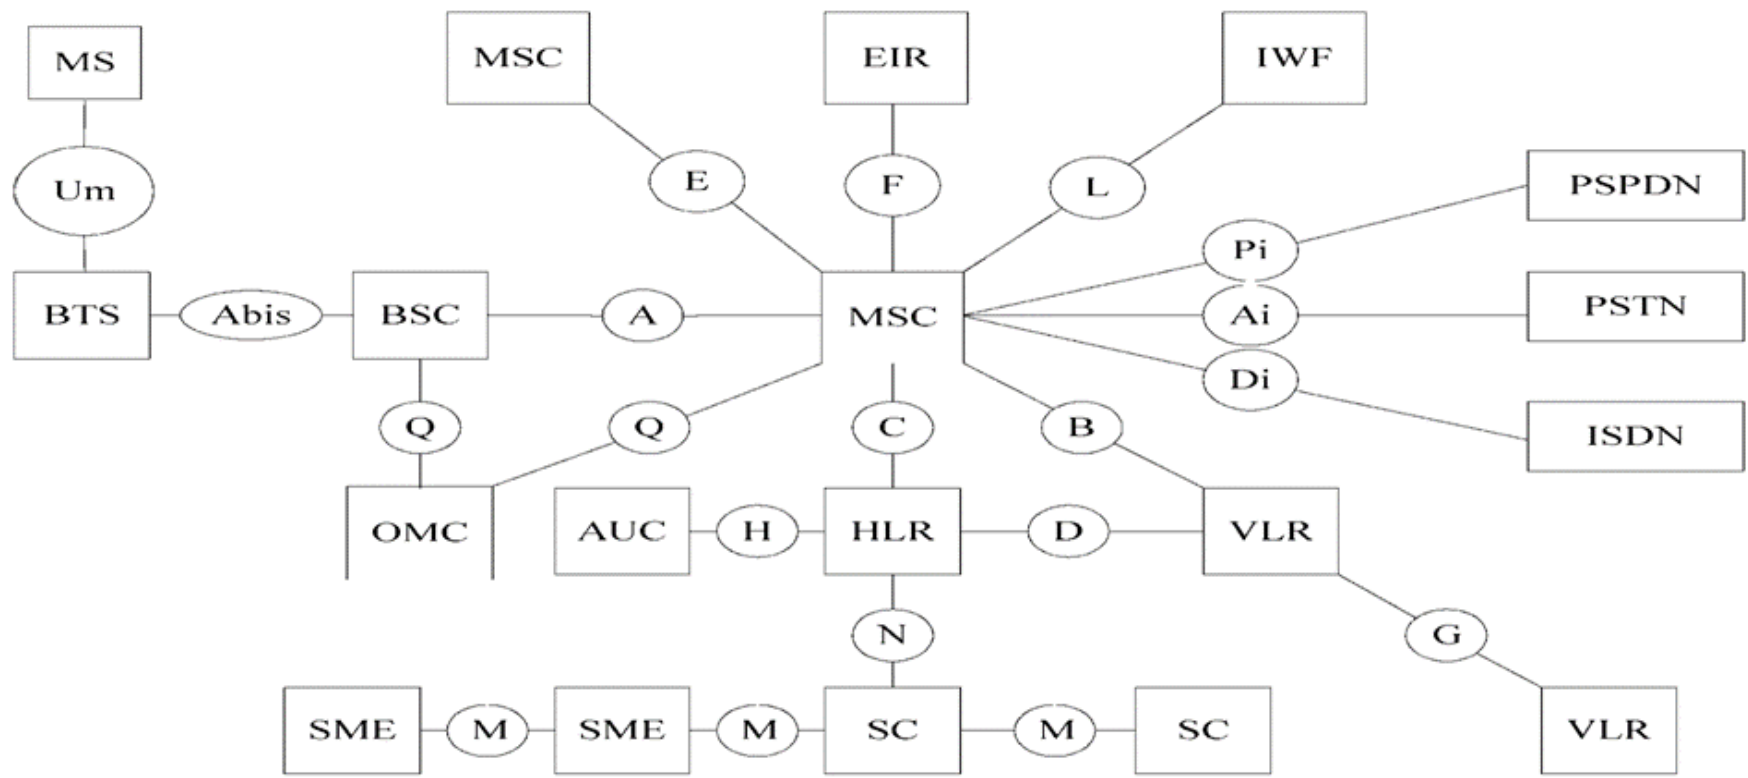 MS
MSC
EIR
IWF
Um
E
F
L
PSPDN
Pi
BTS
Abis
BSC
A
MSC
Ai
PSTN
Di
Q
Q
C
B
ISDN
OMC
AUC
H
HLR
D
VLR
N
G
SME
M
SME
M
SC
M
SC
VLR